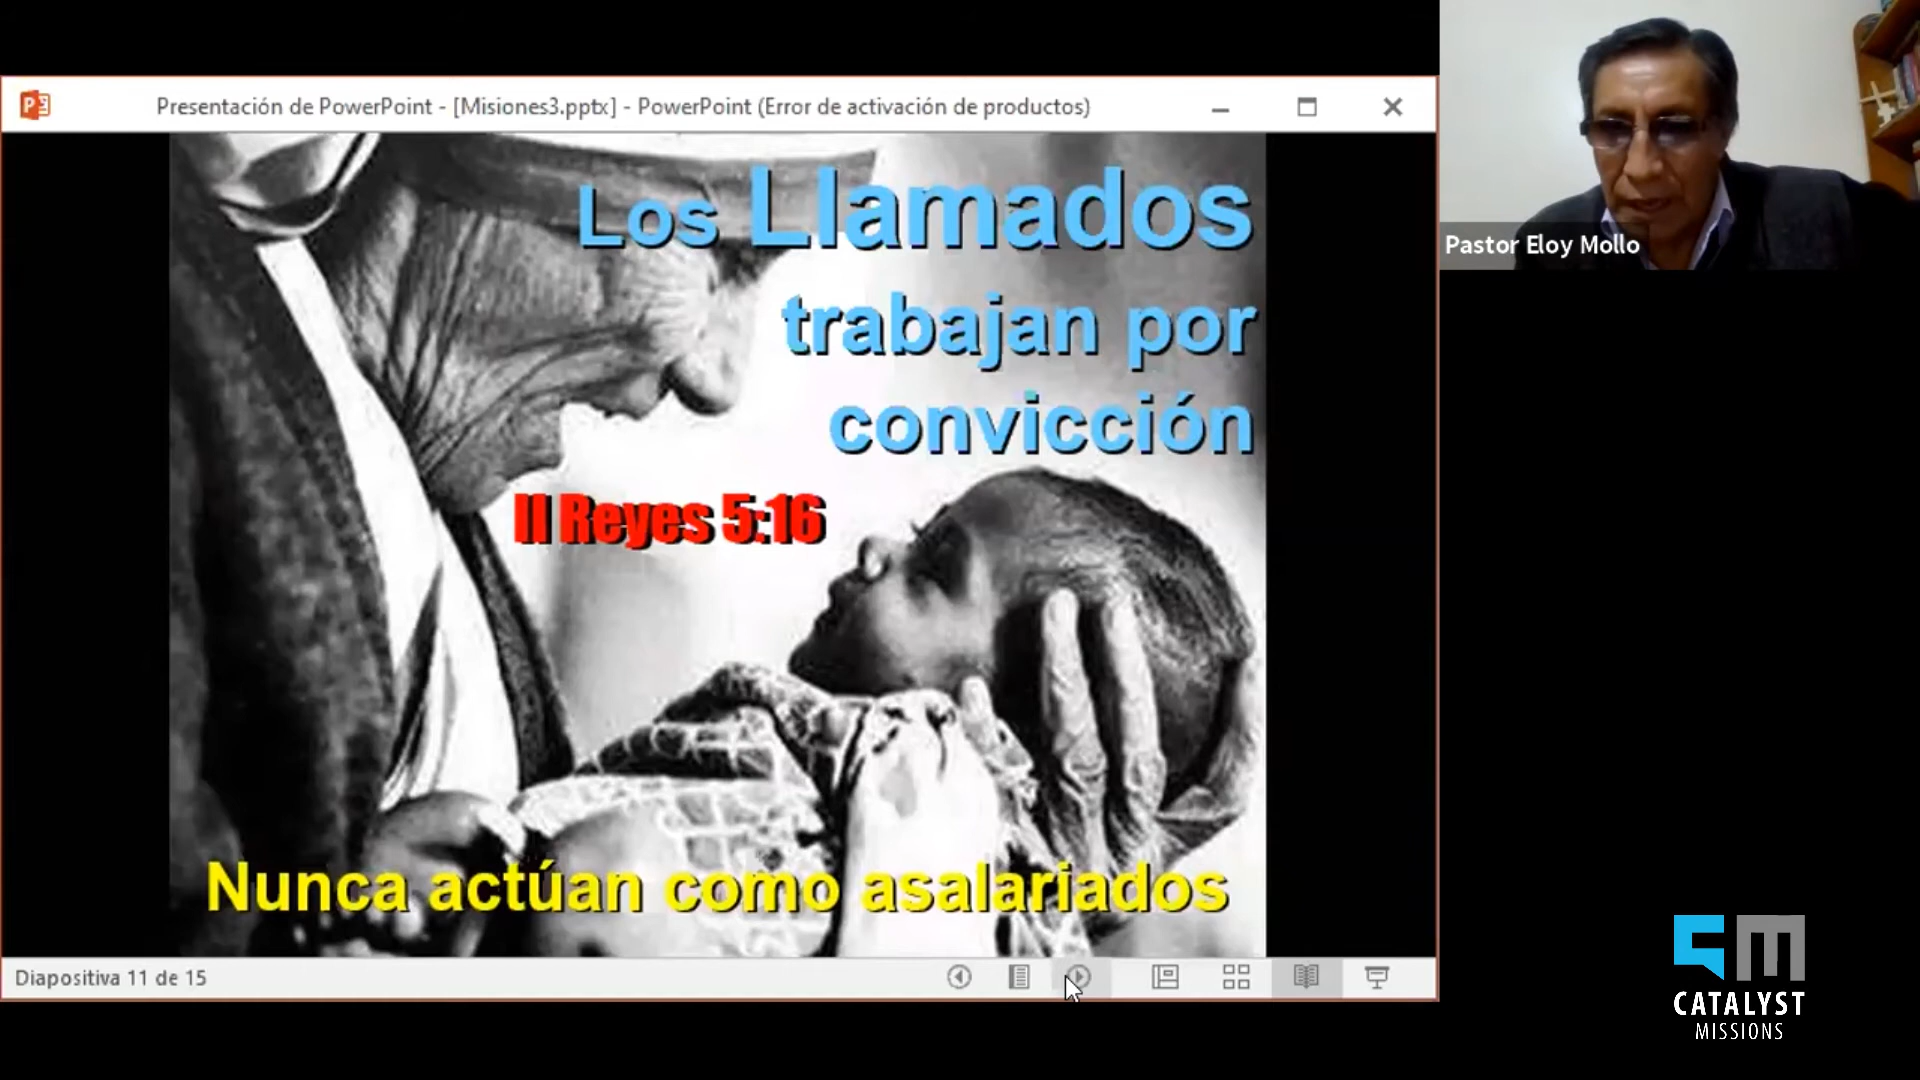 Presentación de PowerPoint - [Misiones3.pptx] - PowerPoint (Error de activación de productos)
Los Llamados
trabajan por
convicción
II Reyes 5:16
Nunca actúan como asalariados
Diapositiva 11 de 15
Pastor Eloy Mollo
CATALYST
MISSIONS